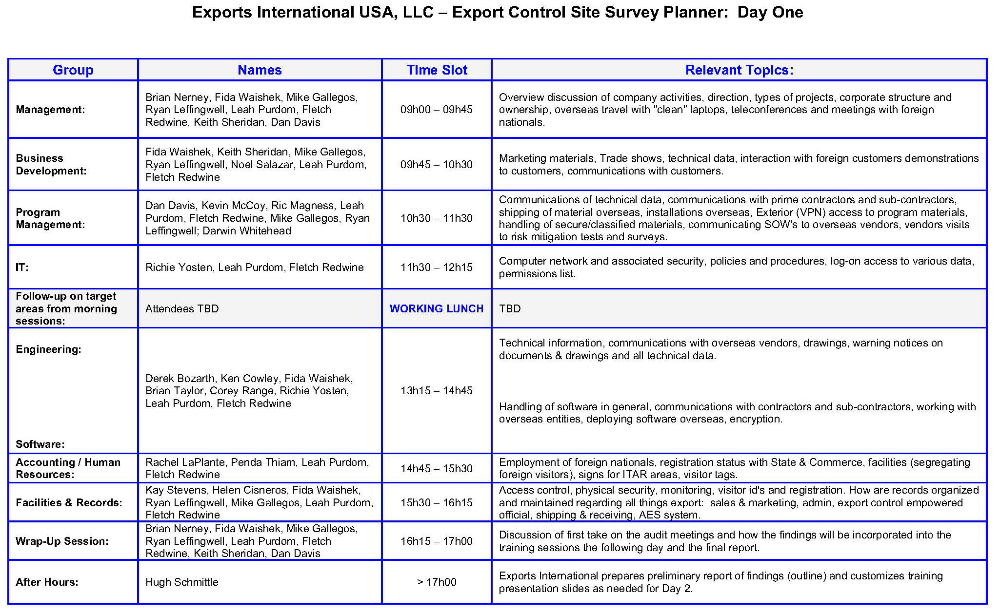 Exports International USA, LLC – Export Control Site Survey Planner:  Day One
Group
Names
Time Slot
Relevant Topics:
Management:
Brian Nerney, Fida Waishek, Mike Gallegos,
Ryan Leffingwell, Leah Purdom, Fletch
Redwine, Keith Sheridan, Dan Davis
09h00 – 09h45
Overview discussion of company activities, direction, types of projects, corporate structure and
ownership, overseas travel with "clean" laptops, teleconferences and meetings with foreign
nationals.
Business
Development:
Fida Waishek, Keith Sheridan, Mike Gallegos,
Ryan Leffingwell, Noel Salazar, Leah Purdom,
Fletch Redwine
09h45 – 10h30
Marketing materials, Trade shows, technical data, interaction with foreign customers demonstrations
to customers, communications with customers.
Program
Management:
Dan Davis, Kevin McCoy, Ric Magness, Leah
Purdom, Fletch Redwine, Mike Gallegos, Ryan
Leffingwell; Darwin Whitehead
10h30 – 11h30
Communications of technical data, communications with prime contractors and sub-contractors,
shipping of material overseas, installations overseas, Exterior (VPN) access to program materials,
handling of secure/classified materials, communicating SOW's to overseas vendors, vendors visits
to risk mitigation tests and surveys.
IT:
Richie Yosten, Leah Purdom, Fletch Redwine
11h30 – 12h15
Computer network and associated security, policies and procedures, log-on access to various data,
permissions list.
Follow-up on target
areas from morning
sessions:
Attendees TBD
WORKING LUNCH
TBD
Engineering:
Software:
Derek Bozarth, Ken Cowley, Fida Waishek,
Brian Taylor, Corey Range, Richie Yosten,
Leah Purdom, Fletch Redwine
13h15 – 14h45
Technical information, communications with overseas vendors, drawings, warning notices on
documents & drawings and all technical data.
Handling of software in general, communications with contractors and sub-contractors, working with
overseas entities, deploying software overseas, encryption.
Accounting / Human
Resources:
Rachel LaPlante, Penda Thiam, Leah Purdom,
Fletch Redwine
14h45 – 15h30
Employment of foreign nationals, registration status with State & Commerce, facilities (segregating
foreign visitors), signs for ITAR areas, visitor tags.
Facilities & Records:
Kay Stevens, Helen Cisneros, Fida Waishek,
Ryan Leffingwell, Mike Gallegos, Leah Purdom,
Fletch Redwine
15h30 – 16h15
Access control, physical security, monitoring, visitor id's and registration. How are records organized
and maintained regarding all things export:  sales & marketing, admin, export control empowered
official, shipping & receiving, AES system.
Wrap-Up Session:
Brian Nerney, Fida Waishek, Mike Gallegos,
Ryan Leffingwell, Leah Purdom, Fletch
Redwine, Keith Sheridan, Dan Davis
16h15 – 17h00
Discussion of first take on the audit meetings and how the findings will be incorporated into the
training sessions the following day and the final report.
After Hours:
Hugh Schmittle
> 17h00
Exports International prepares preliminary report of findings (outline) and customizes training
presentation slides as needed for Day 2.